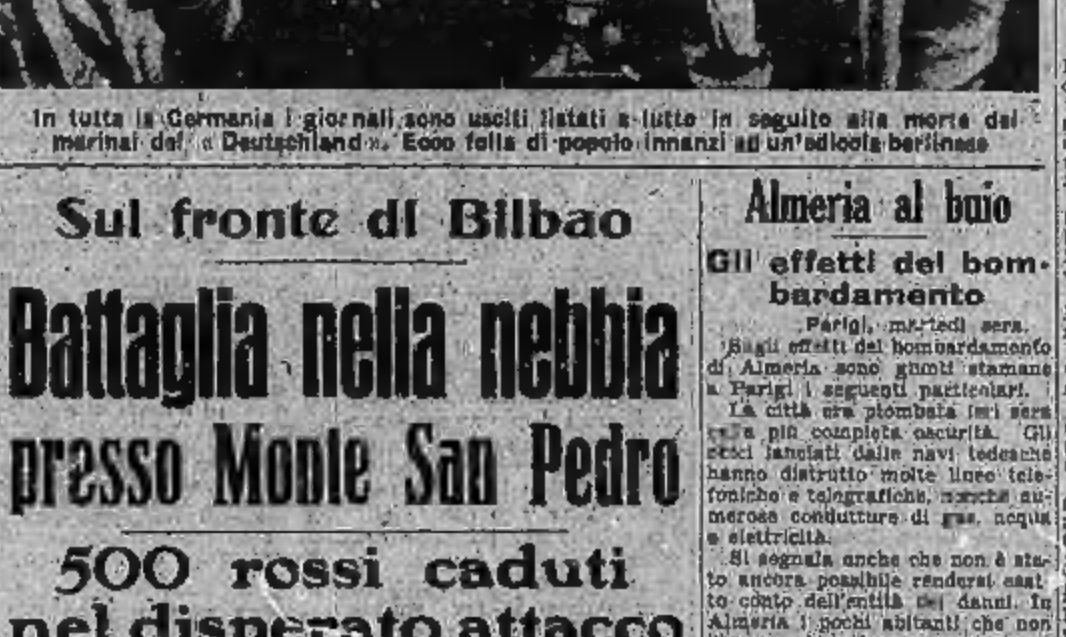 In tutta la Germania i giornali sono usciti listati a lutto in seguito alla morte dei
marinai del « Deutschland ». Ecco folla di popolo innanzi ad un'edicola berlinese
Sul fronte di Bilbao
Battaglia nella nebbia
presso Monte San Pedro
500 rossi caduti
nel disperato attacco
Almeria al buio
Gli effetti del bom-
bardamento
Parigi, martedì sera.
Sugli effetti del bombardamento
di Almeria sono giunti stamane
a Parigi i seguenti particolari.
La città era piombata ieri sera
nella più completa oscurità. Gli
obici lanciati dalle navi tedesche
hanno distrutto molte linee tele-
foniche e telegrafiche, nonchè nu-
merose condutture di gas, acqua
e elettricità.
Si segnala anche che non è sta-
to ancora possibile rendersi esat-
to conto dell'entità dei danni. In
Almeria i pochi abitanti che non